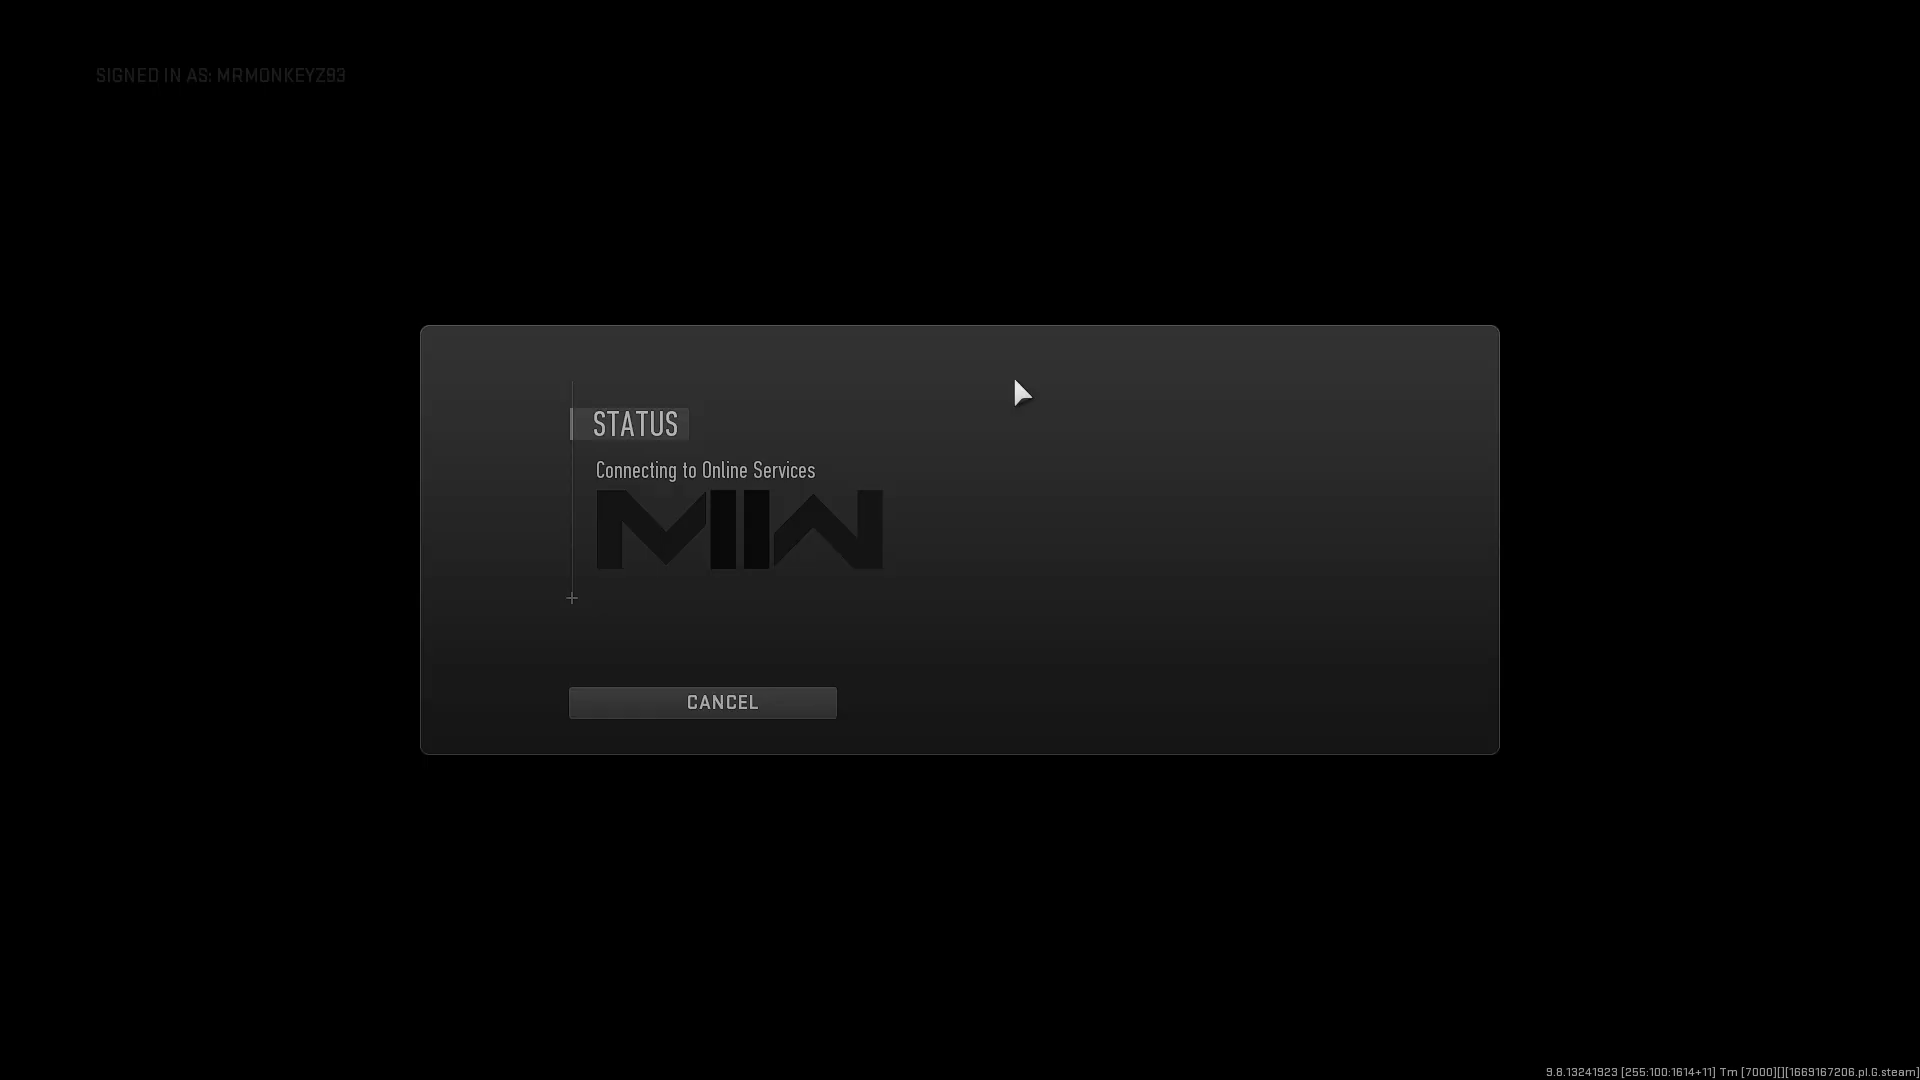 SIGNED IN AS: MRMONKEYZ93
STATUS
Connecting to Online Services
MIIW
CANCEL
9.8.13241923 [255:100:1614+11] Tm [7000][][1669167206.pl.G.steam]